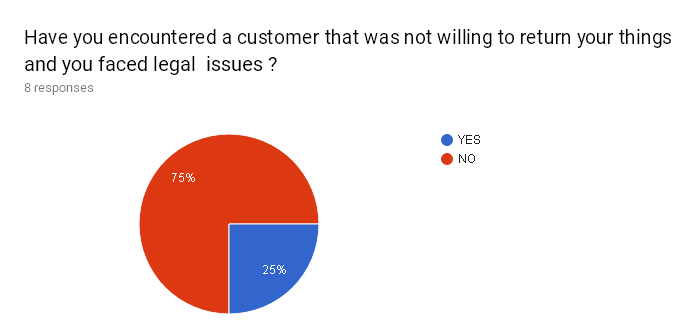 Have you encountered a customer that was not willing to return your things
and you faced legal  issues ?
8 responses
YES
NO
75%
25%